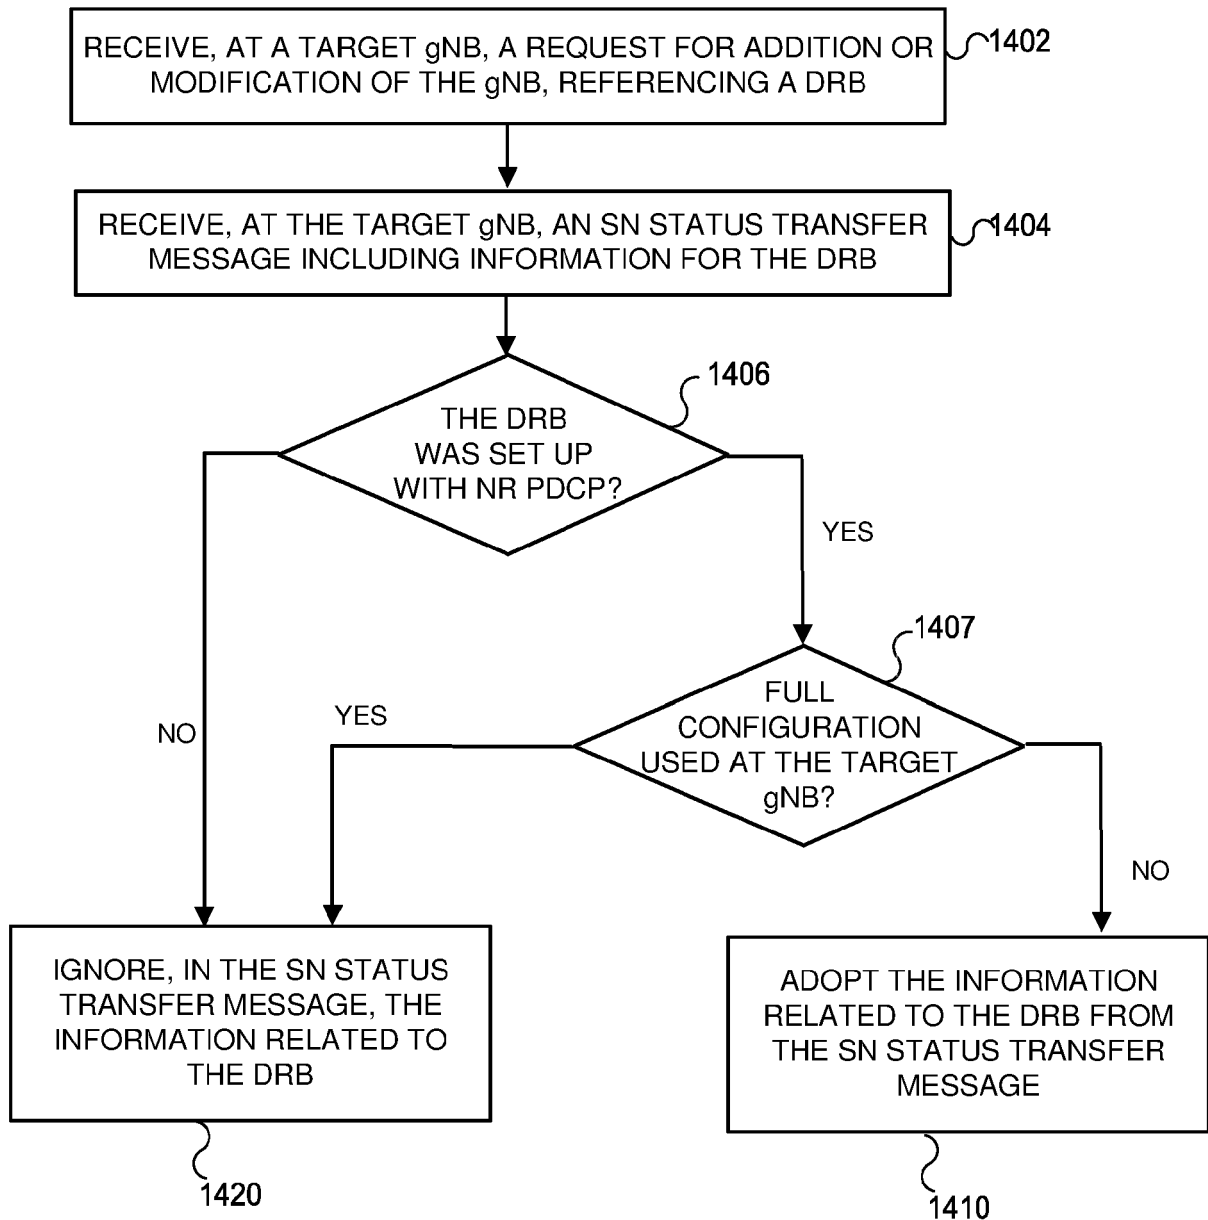 RECEIVE, AT A TARGET gNB, A REQUEST FOR ADDITION OR
MODIFICATION OF THE gNB, REFERENCING A DRB
1402
RECEIVE, AT THE TARGET gNB, AN SN STATUS TRANSFER
MESSAGE INCLUDING INFORMATION FOR THE DRB
1404
1406
THE DRB
WAS SET UP
WITH NR PDCP?
YES
NO
1407
FULL
CONFIGURATION
USED AT THE TARGET
gNB?
YES
NO
IGNORE, IN THE SN STATUS
TRANSFER MESSAGE, THE
INFORMATION RELATED TO
THE DRB
1420
ADOPT THE INFORMATION
RELATED TO THE DRB FROM
THE SN STATUS TRANSFER
MESSAGE
1410